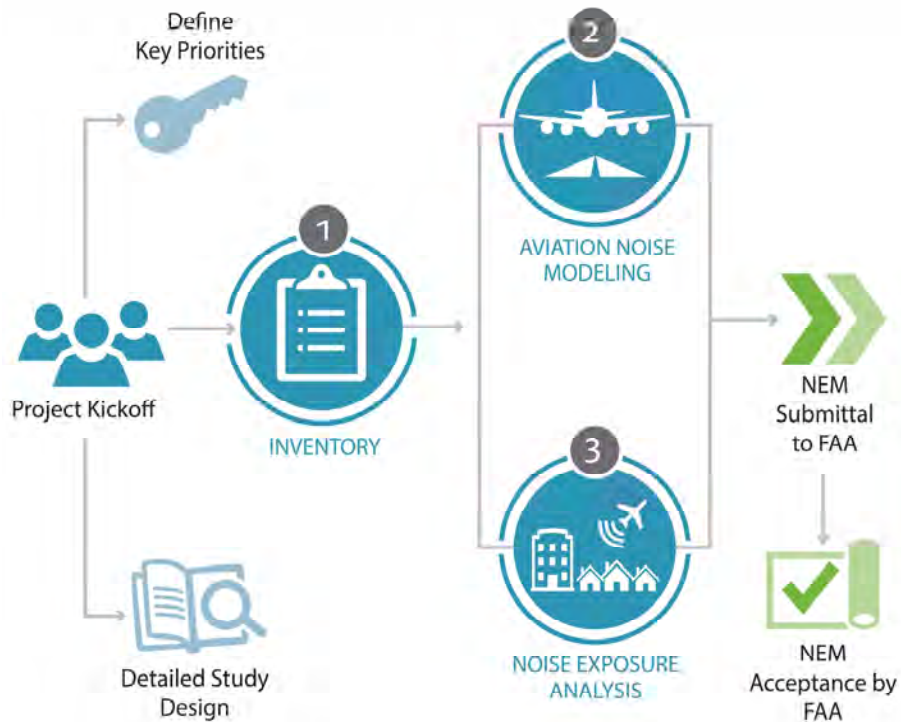 Define
Key Priorities
2
1
AVIATION NOISE
MODELING
Project Kickoff
INVENTORY
NEM
Submittal
to FAA
3
Detailed Study
Design
NOISE EXPOSURE
ANALYSIS
NEM
Acceptance by
FAA